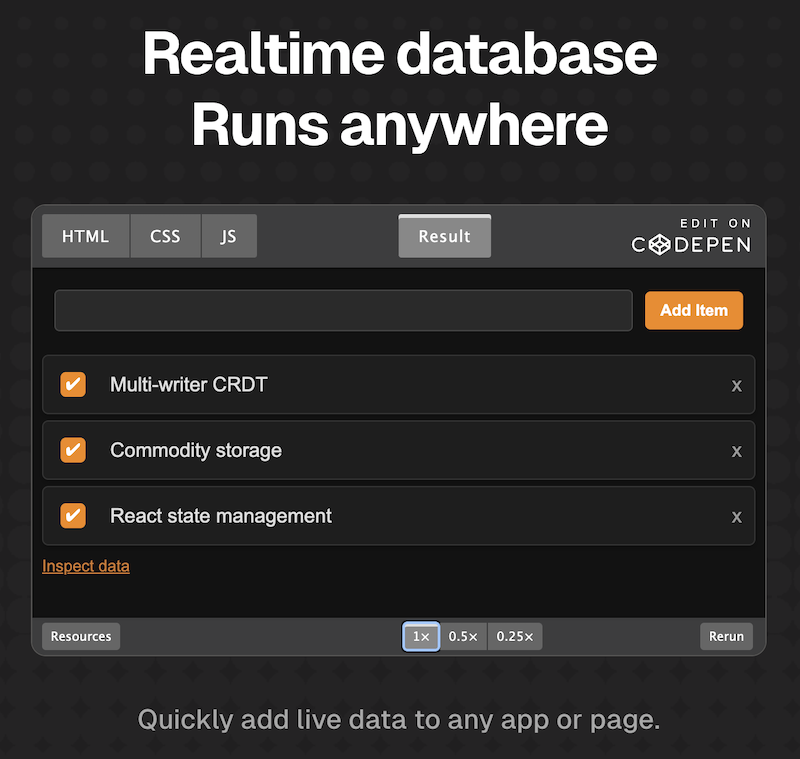 Realtime database
Runs anywhere
HTML CSS JS Result EDIT ON
CODEPEN
Add Item
Multi-writer CRDT x
Commodity storage x
React state management x
Inspect data
Resources 1× 0.5× 0.25× Rerun
Quickly add live data to any app or page.